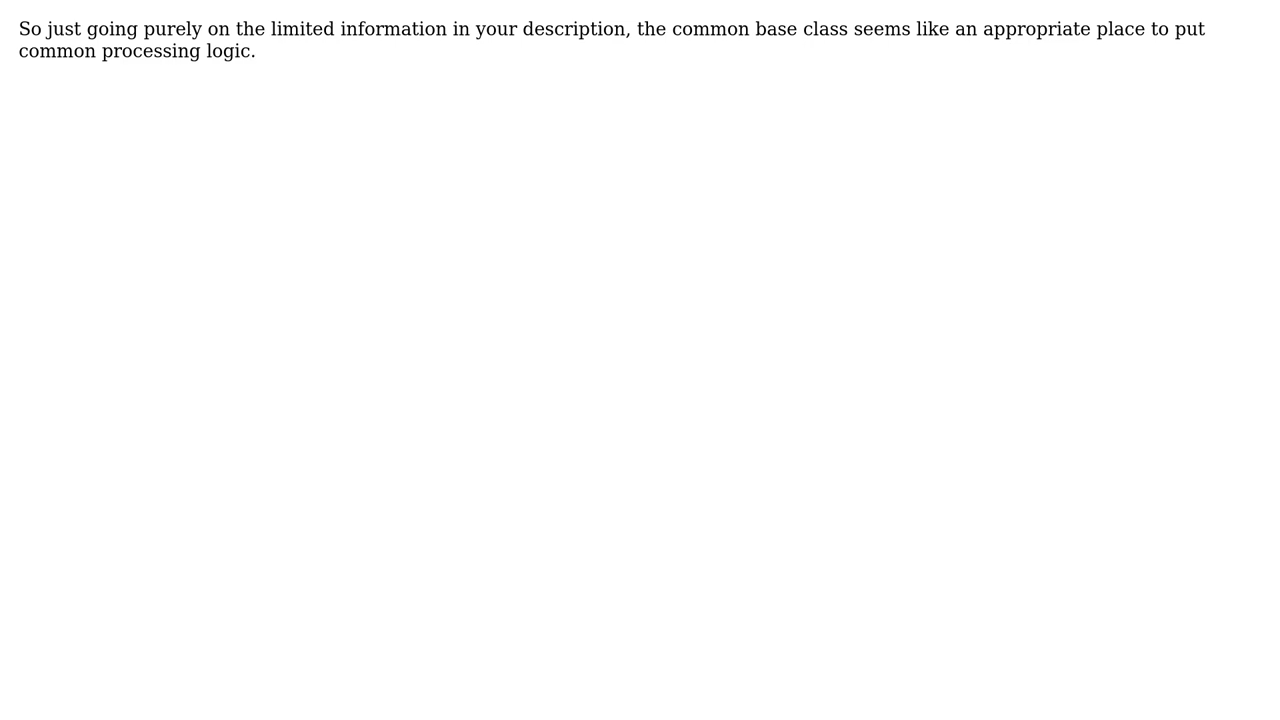 So just going purely on the limited information in your description, the common base class seems like an appropriate place to put
common processing logic.